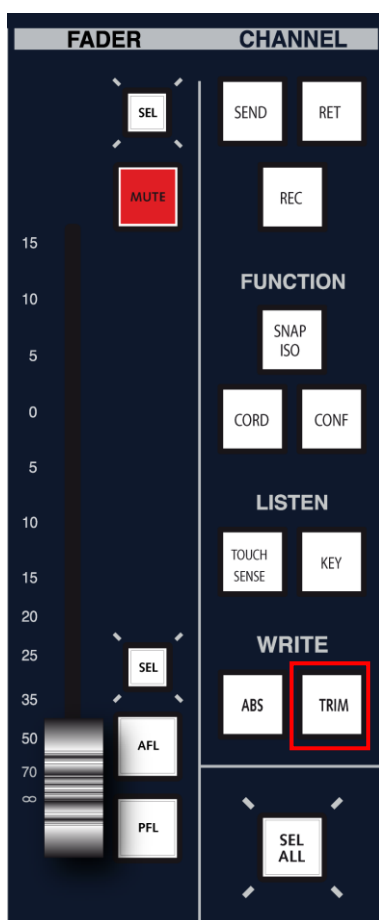 FADER
SEL
MUTE
15
10
5
0
5
10
15
20
25
35
50
70
∞
SEL
AFL
PFL
CHANNEL
SEND
RET
REC
FUNCTION
SNAP
ISO
CORD
CONF
LISTEN
TOUCH
SENSE
KEY
WRITE
ABS
TRIM
SEL
ALL